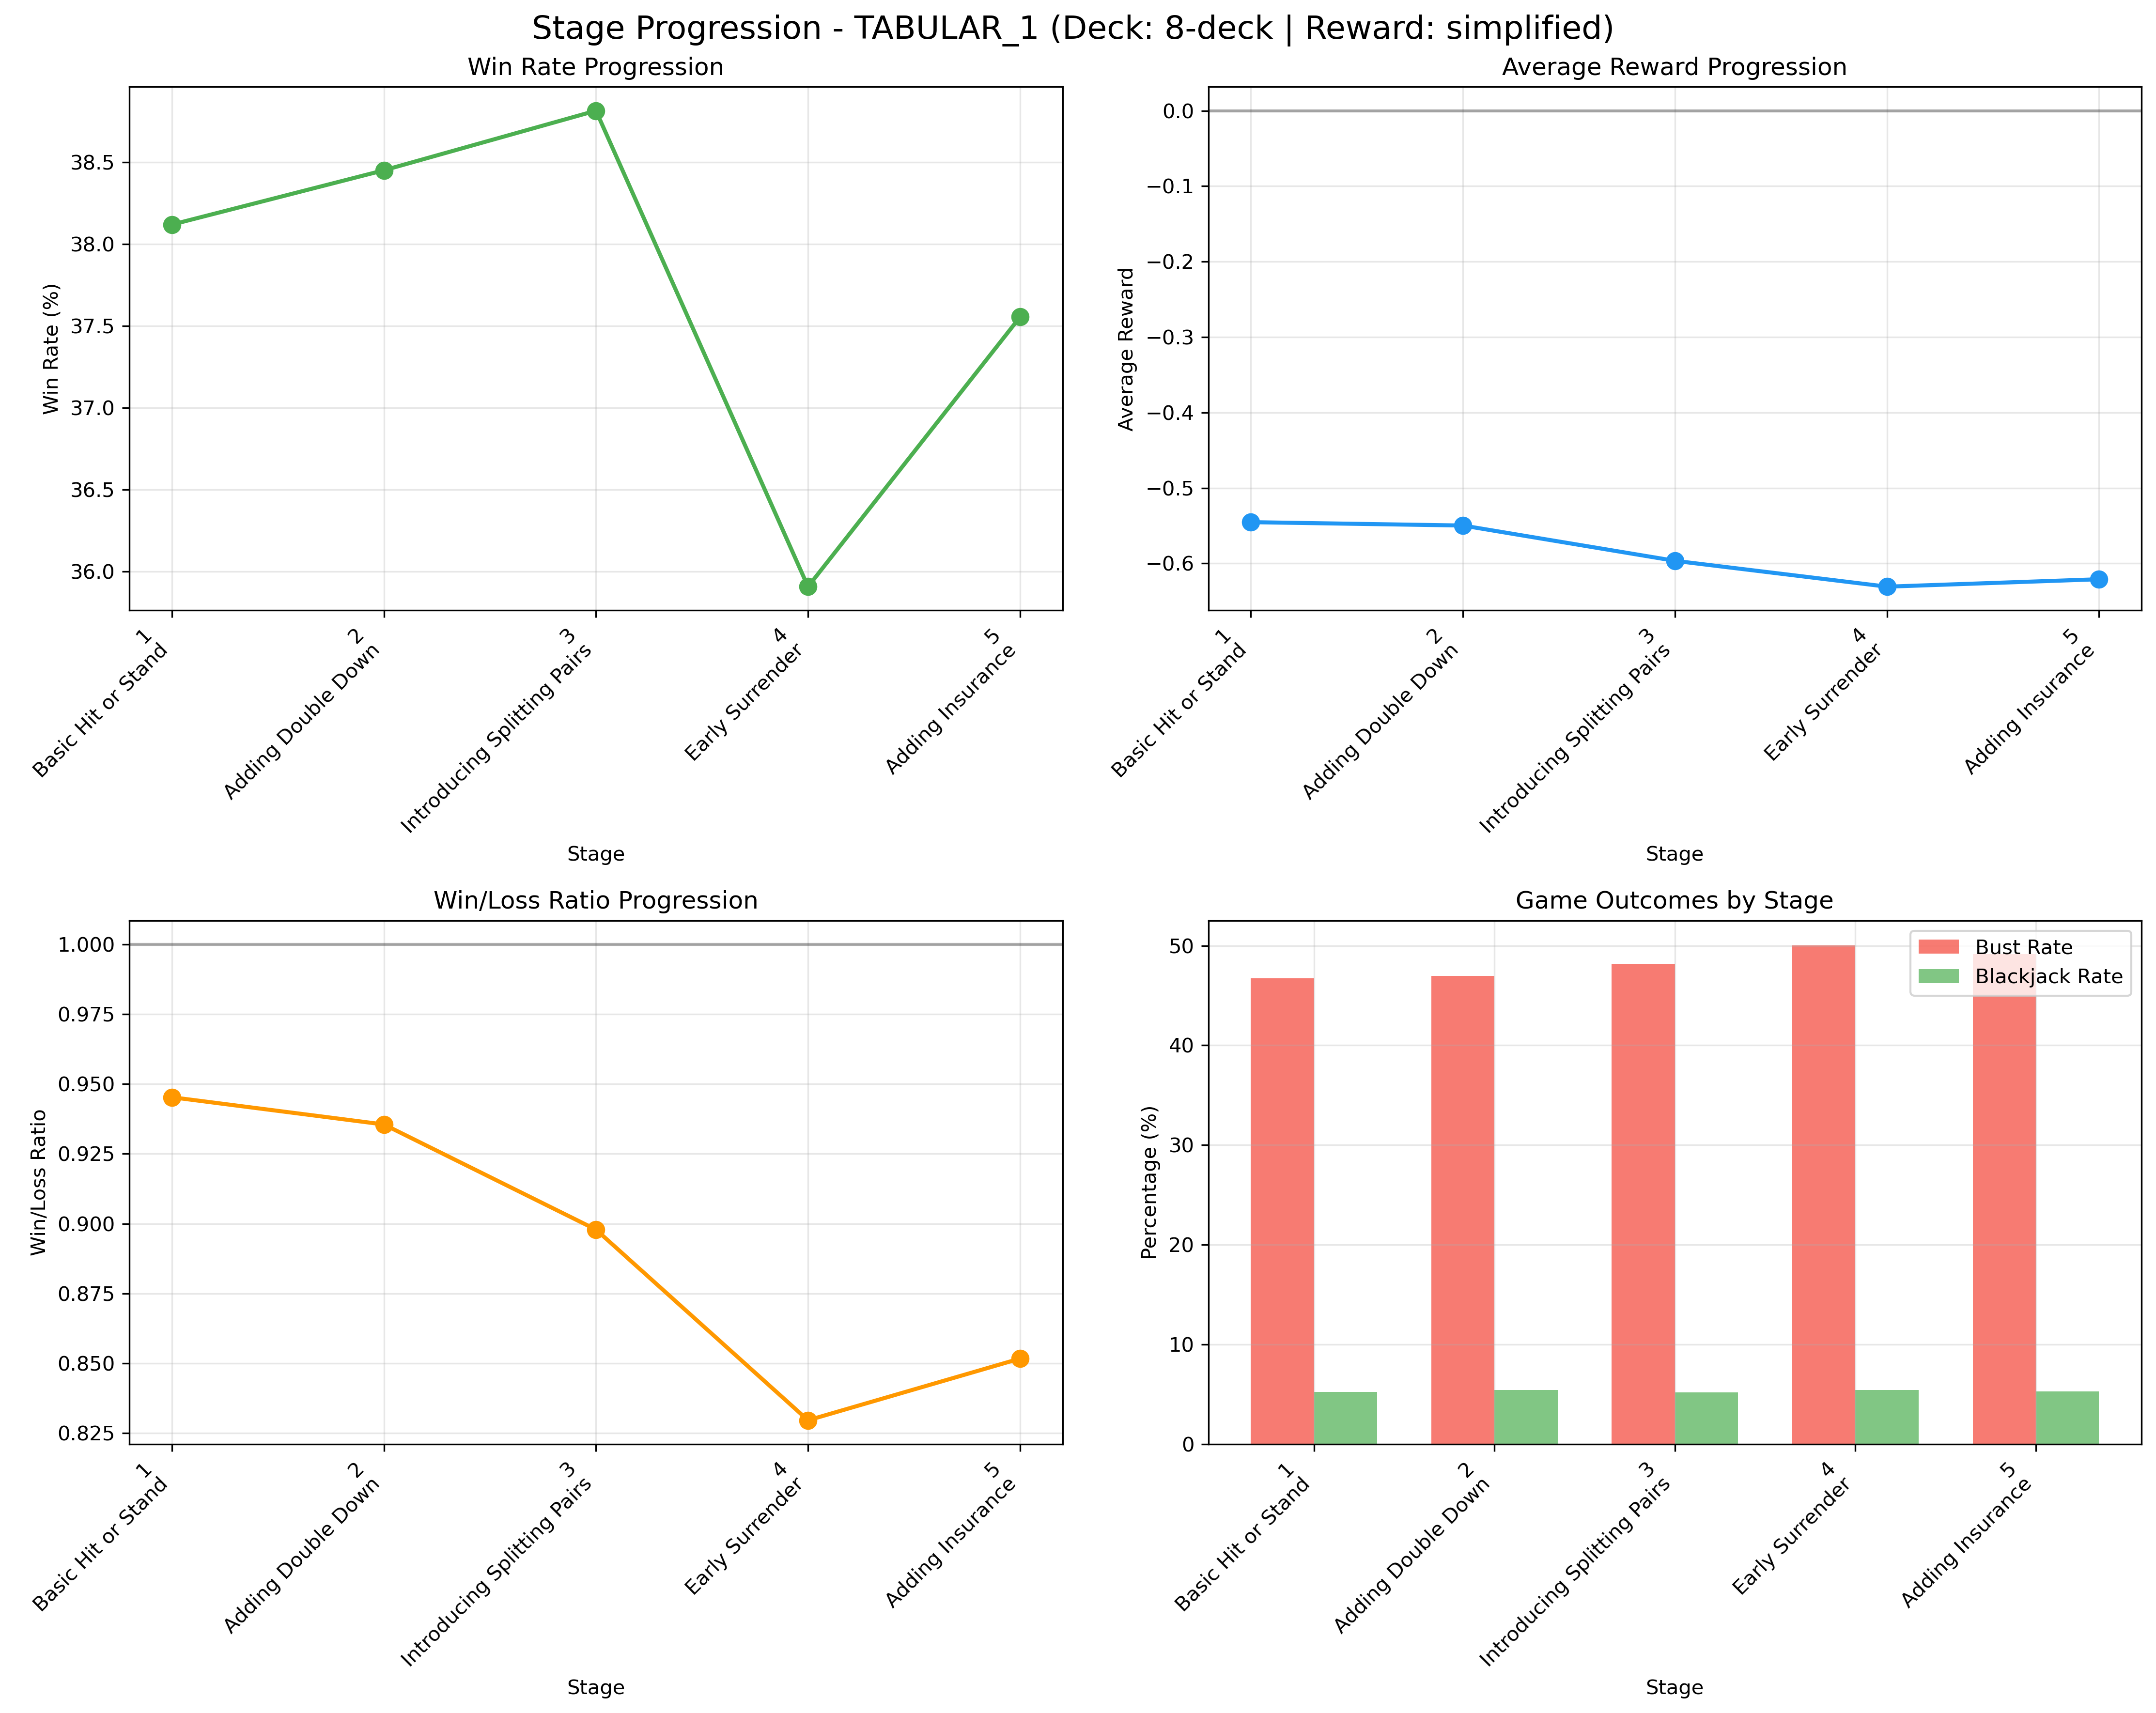 Stage Progression - TABULAR_1 (Deck: 8-deck | Reward: simplified)
Win Rate Progression
Win Rate (%)
38.5
38.0
37.5
37.0
36.5
36.0
1
Basic Hit or Stand
2
Adding Double Down
3
Introducing Splitting Pairs
4
Early Surrender
5
Adding Insurance
Stage
Average Reward Progression
Average Reward
0.0
−0.1
−0.2
−0.3
−0.4
−0.5
−0.6
1
Basic Hit or Stand
2
Adding Double Down
3
Introducing Splitting Pairs
4
Early Surrender
5
Adding Insurance
Stage
Win/Loss Ratio Progression
Win/Loss Ratio
1.000
0.975
0.950
0.925
0.900
0.875
0.850
0.825
1
Basic Hit or Stand
2
Adding Double Down
3
Introducing Splitting Pairs
4
Early Surrender
5
Adding Insurance
Stage
Game Outcomes by Stage
Percentage (%)
50
40
30
20
10
0
Bust Rate
Blackjack Rate
1
Basic Hit or Stand
2
Adding Double Down
3
Introducing Splitting Pairs
4
Early Surrender
5
Adding Insurance
Stage